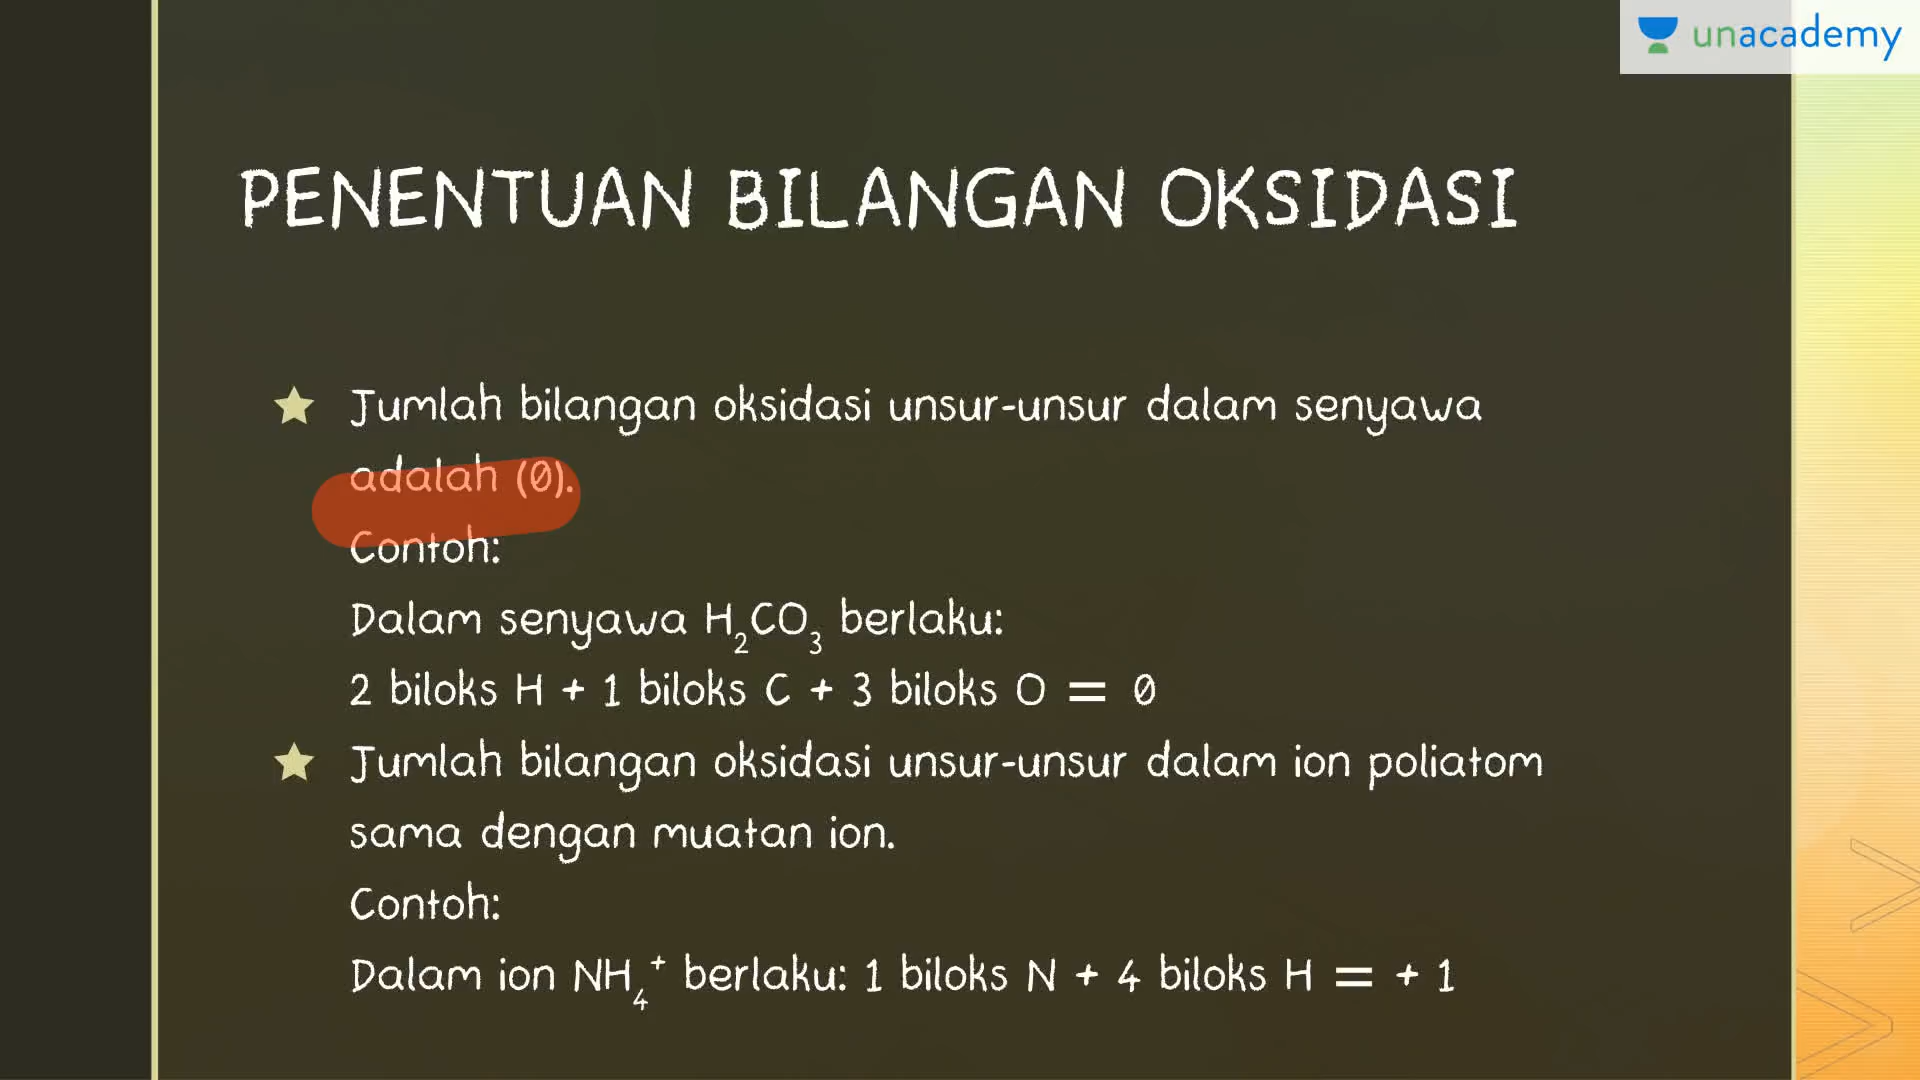 unacademy
PENENTUAN BILANGAN OKSIDASI
Jumlah bilangan oksidasi unsur-unsur dalam senyawa
adalah (0).
Contoh:
Dalam senyawa H₂CO₃ berlaku:
2 biloks H + 1 biloks C + 3 biloks O = 0
Jumlah bilangan oksidasi unsur-unsur dalam ion poliatom
sama dengan muatan ion.
Contoh:
Dalam ion NH₄⁺ berlaku: 1 biloks N + 4 biloks H = + 1